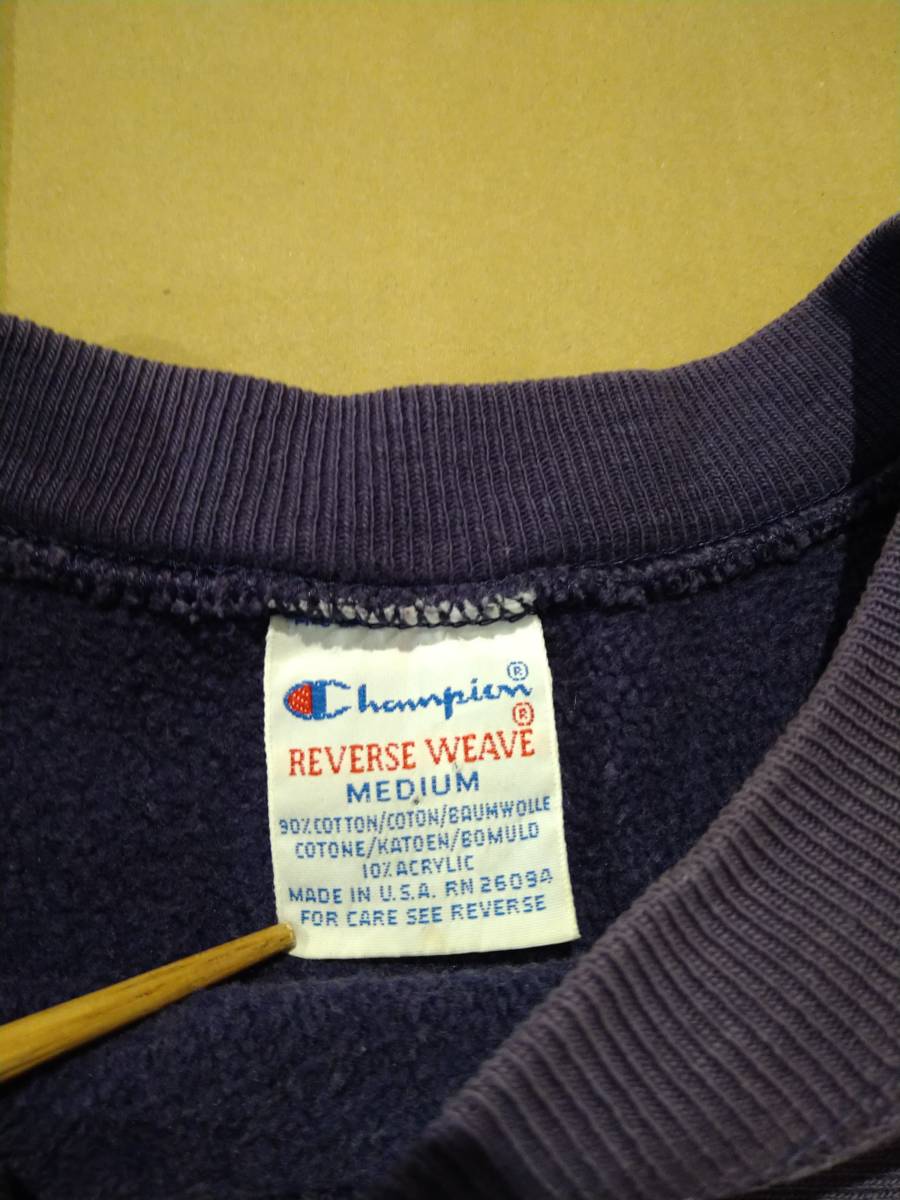 Champion®
REVERSE WEAVE®
MEDIUM
90%COTTON/COTON/BAUMWOLLE
COTONE/KATOEN/BOMULD
10% ACRYLIC
MADE IN U.S.A. RN 26094
FOR CARE SEE REVERSE